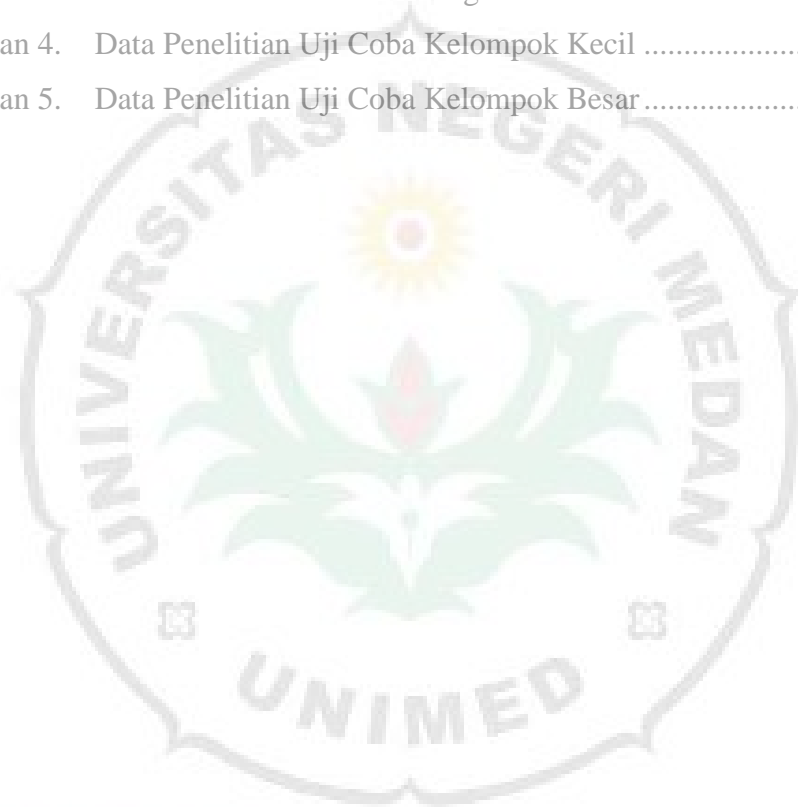 an 4. Data Penelitian Uji Coba Kelompok Kecil ....................
an 5. Data Penelitian Uji Coba Kelompok Besar ....................
UNIVERSITAS NEGERI MEDAN
UNIMED